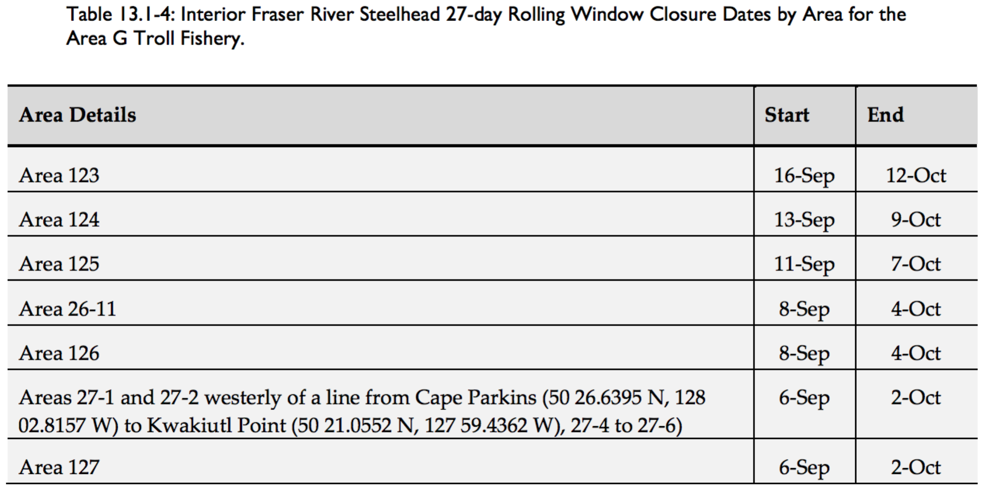 Table 13.1-4: Interior Fraser River Steelhead 27-day Rolling Window Closure Dates by Area for the
Area G Troll Fishery.
Area Details Start End
Area 123 16-Sep 12-Oct
Area 124 13-Sep 9-Oct
Area 125 11-Sep 7-Oct
Area 26-11 8-Sep 4-Oct
Area 126 8-Sep 4-Oct
Areas 27-1 and 27-2 westerly of a line from Cape Parkins (50 26.6395 N, 128 6-Sep 2-Oct
02.8157 W) to Kwakiutl Point (50 21.0552 N, 127 59.4362 W), 27-4 to 27-6)
Area 127 6-Sep 2-Oct